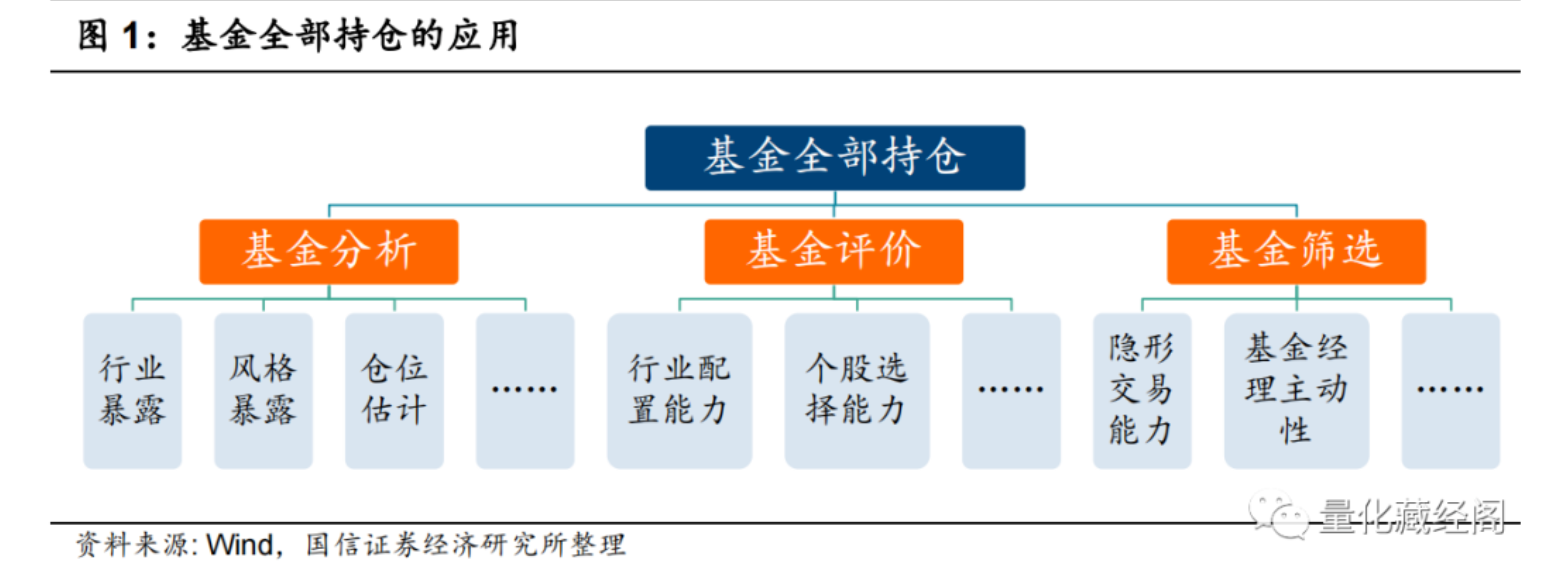 图 1：基金全部持仓的应用
基金全部持仓
基金分析
基金评价
基金筛选
行业
暴露
风格
暴露
仓位
估计
……
行业配
置能力
个股选
择能力
……
隐形
交易
能力
基金经
理主动
性
……
量化藏经阁
资料来源: Wind，国信证券经济研究所整理